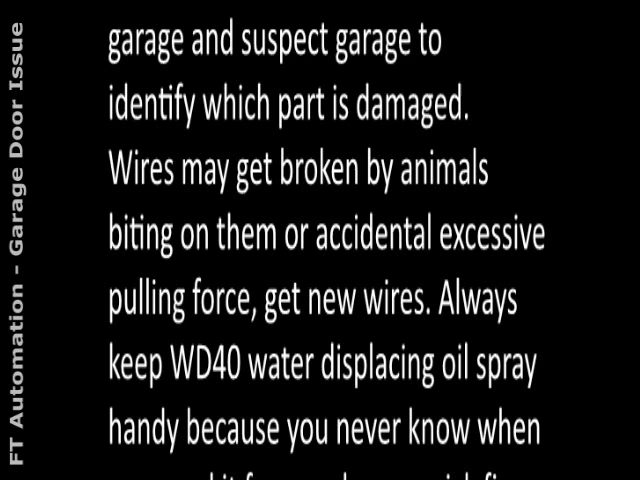 FT Automation - Garage Door Issue
garage and suspect garage to
identify which part is damaged.
Wires may get broken by animals
biting on them or accidental excessive
pulling force, get new wires. Always
keep WD40 water displacing oil spray
handy because you never know when